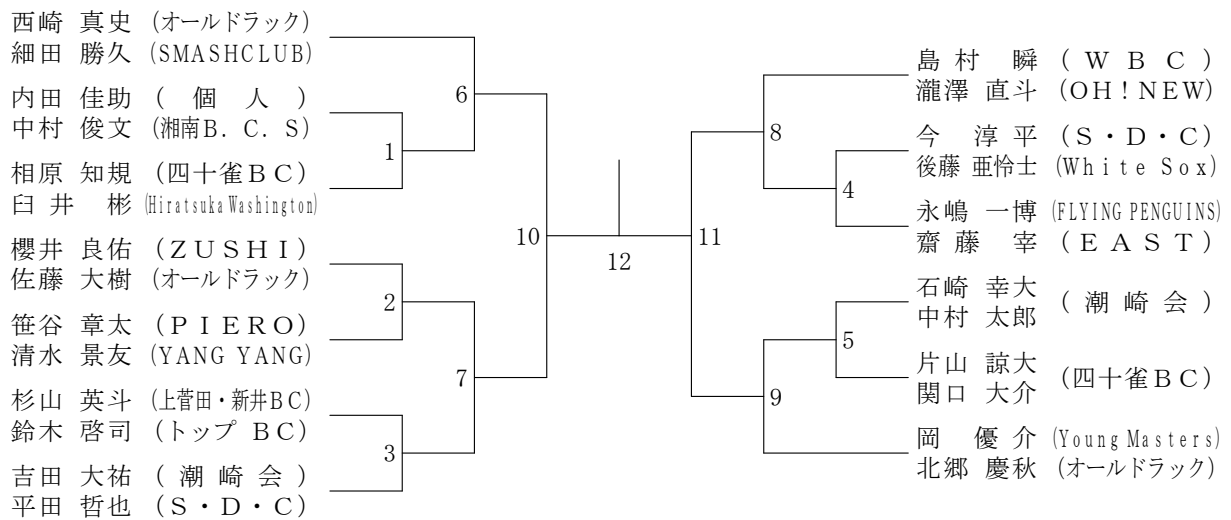 西崎 真史 (オールドラック)
細田 勝久 (SMASHCLUB)
内田 佳助 ( 個 人 )
中村 俊文 (湘南B. C. S)
相原 知規 (四十雀BC)
臼井 彬 (Hiratsuka Washington)
櫻井 良佑 (ZUSHI)
佐藤 大樹 (オールドラック)
笹谷 章太 (PIERO)
清水 景友 (YANG YANG)
杉山 英斗 (上菅田・新井BC)
鈴木 啓司 (トップ BC)
吉田 大祐 ( 潮 崎 会 )
平田 哲也 (S・D・C)
1
2
3
6
7
10
12
11
8
9
4
5
島村 瞬 (WBC)
瀧澤 直斗 (OH!NEW)
今 淳平 (S・D・C)
後藤 亜怜士 (White Sox)
永嶋 一博 (FLYING PENGUINS)
齋藤 宰 (EAST)
石崎 幸大
中村 太郎
( 潮 崎 会 )
片山 諒大
関口 大介
(四十雀BC)
岡 優介 (Young Masters)
北郷 慶秋 (オールドラック)